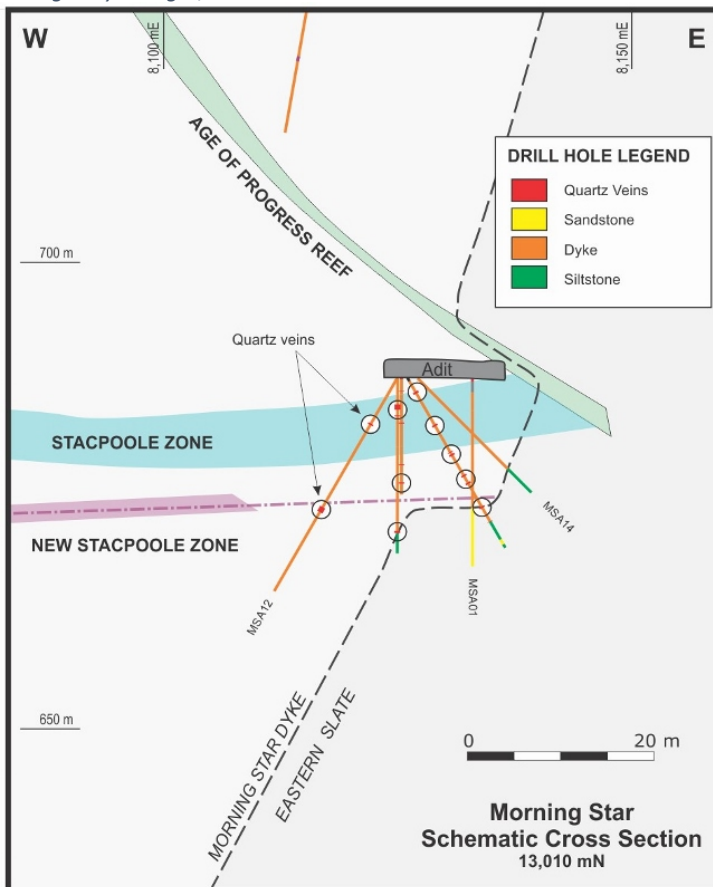 W
8,100 mE
8,150 mE
E
AGE OF PROGRESS REEF
DRILL HOLE LEGEND
Quartz Veins
Sandstone
Dyke
Siltstone
700 m
Quartz veins
Adit
STACPOOLE ZONE
NEW STACPOOLE ZONE
MSA14
MSA01
MSA12
650 m
MORNING STAR DYKE
EASTERN SLATE
0
20 m
Morning Star
Schematic Cross Section
13,010 mN